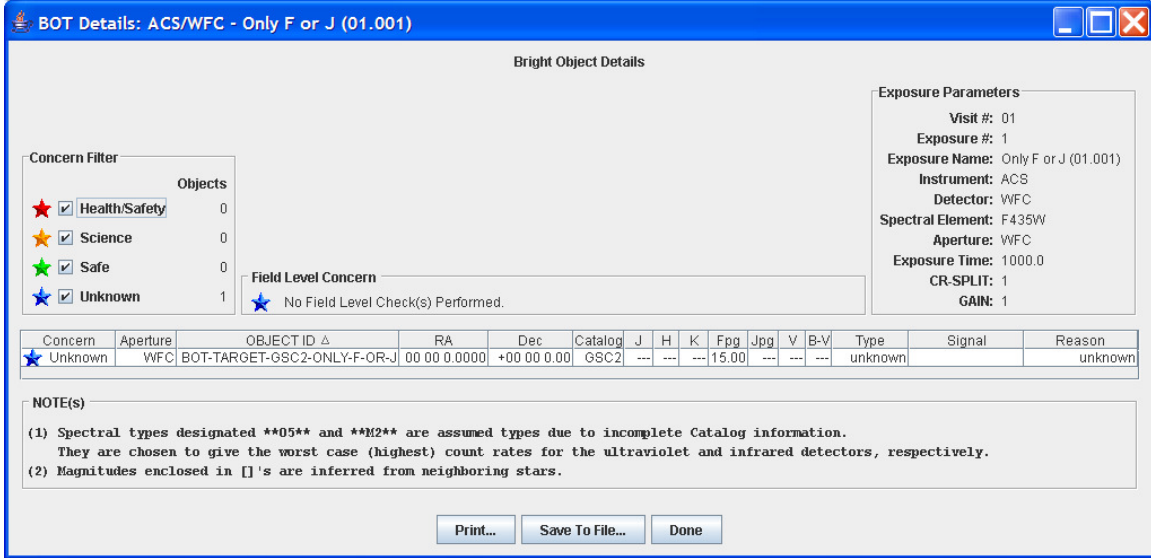 BOT Details: ACS/WFC - Only F or J (01.001)
Bright Object Details
Concern Filter
Objects
Health/Safety 0
Science 0
Safe 0
Unknown 1
Field Level Concern
No Field Level Check(s) Performed.
Exposure Parameters
Visit #: 01
Exposure #: 1
Exposure Name: Only F or J (01.001)
Instrument: ACS
Detector: WFC
Spectral Element: F435W
Aperture: WFC
Exposure Time: 1000.0
CR-SPLIT: 1
GAIN: 1
Concern Aperture OBJECT ID △ RA Dec Catalog J H K Fpg Jpg V B-V Type Signal Reason
Unknown WFC BOT-TARGET-GSC2-ONLY-F-OR-J 00 00 0.0000 +00 00 0.00 GSC2 --- --- --- 15.00 --- --- --- unknown unknown
NOTE(s)
(1) Spectral types designated **O5** and **M2** are assumed types due to incomplete Catalog information.
They are chosen to give the worst case (highest) count rates for the ultraviolet and infrared detectors, respectively.
(2) Magnitudes enclosed in []'s are inferred from neighboring stars.
Print... Save To File... Done